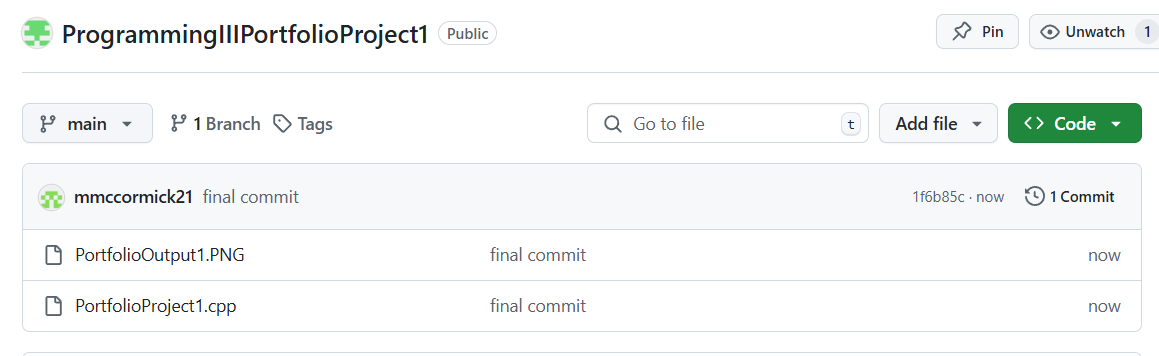 ProgrammingIIIPortfolioProject1 Public Pin Unwatch 1
main 1 Branch Tags Go to file t Add file <> Code
mmccormick21 final commit 1f6b85c · now 1 Commit
PortfolioOutput1.PNG final commit now
PortfolioProject1.cpp final commit now